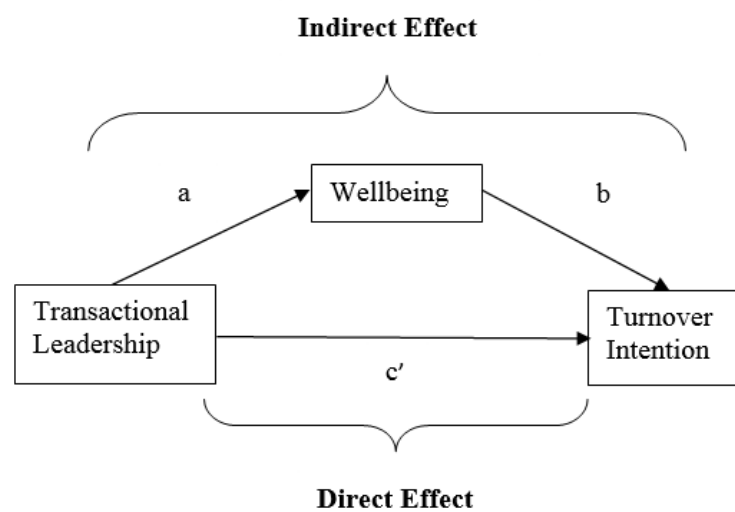 Indirect Effect
a
Wellbeing
b
Transactional
Leadership
Turnover
Intention
c′
Direct Effect